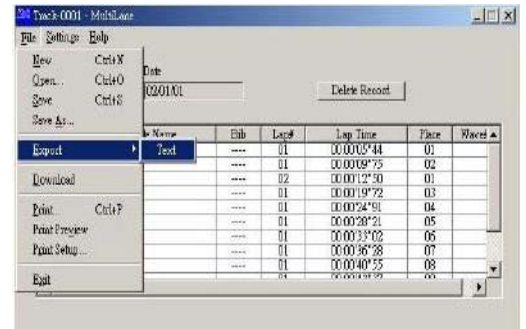 Track-0001 - MultiLane
File Settings Help
New Ctrl+N
Open... Ctrl+O
Save Ctrl+S
Save As...
Export Text
Download
Print... Ctrl+P
Print Preview
Print Setup...
Exit
Date
02/01/01
Delete Record
Name Bib Lap# Lap Time Place
---- 01 00:00'05"44 01
---- 01 00:00'09"75 02
---- 02 00:00'12"50 01
---- 01 00:00'19"72 03
---- 01 00:00'24"91 04
---- 01 00:00'28"21 05
---- 01 00:00'33"02 06
---- 01 00:00'36"28 07
---- 01 00:00'40"55 08